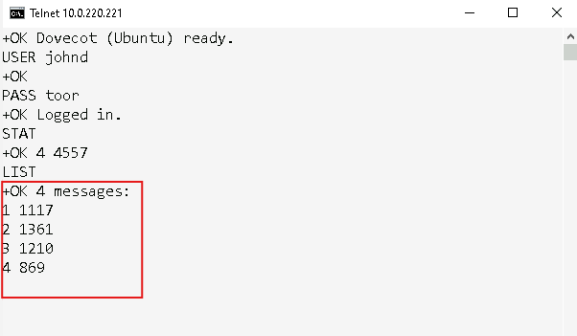 Telnet 10.0.220.221
+OK Dovecot (Ubuntu) ready.
USER johnd
+OK
PASS toor
+OK Logged in.
STAT
+OK 4 4557
LIST
+OK 4 messages:
1 1117
2 1361
3 1210
4 869